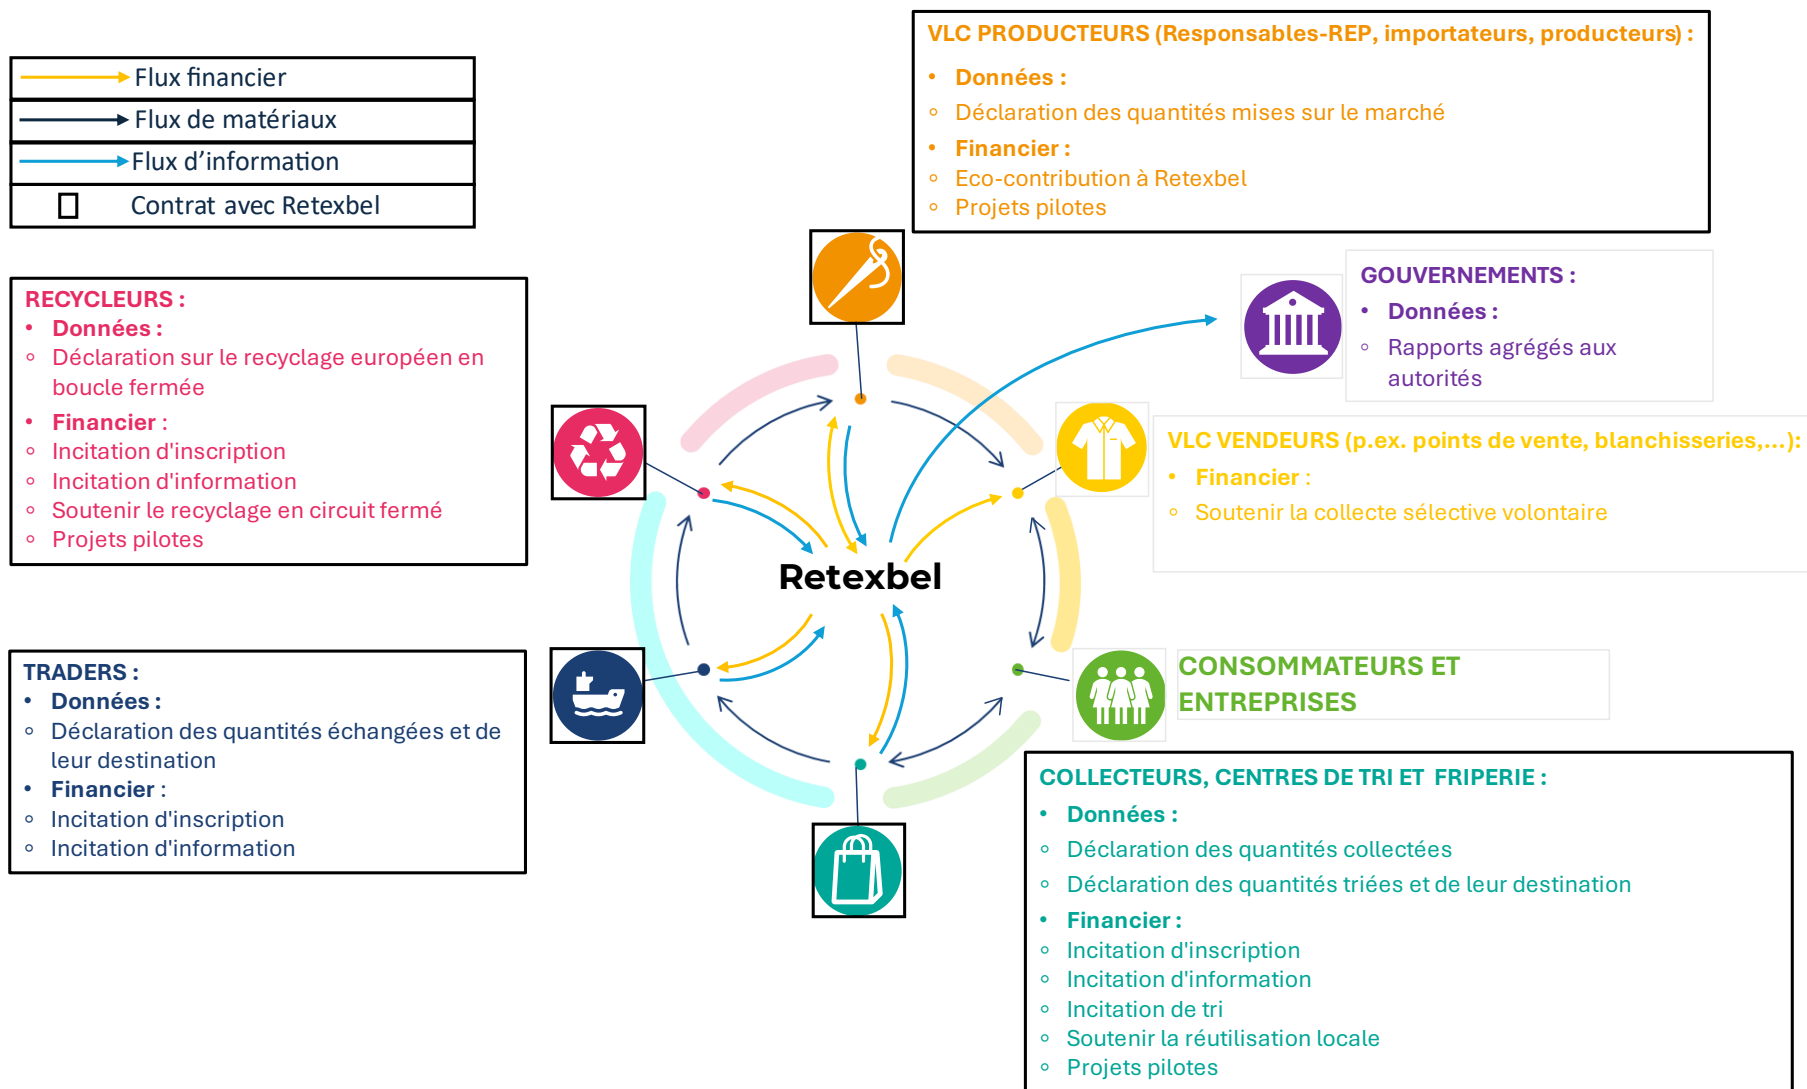 Flux financier
Flux de matériaux
Flux d’information
Contrat avec Retexbel
VLC PRODUCTEURS (Responsables-REP, importateurs, producteurs) :
• Données :
◦ Déclaration des quantités mises sur le marché
• Financier :
◦ Eco-contribution à Retexbel
◦ Projets pilotes
GOUVERNEMENTS :
• Données :
◦ Rapports agrégés aux
autorités
RECYCLEURS :
• Données :
◦ Déclaration sur le recyclage européen en
boucle fermée
• Financier :
◦ Incitation d'inscription
◦ Incitation d'information
◦ Soutenir le recyclage en circuit fermé
◦ Projets pilotes
VLC VENDEURS (p.ex. points de vente, blanchisseries,...):
• Financier :
◦ Soutenir la collecte sélective volontaire
Retexbel
TRADERS :
• Données :
◦ Déclaration des quantités échangées et de
leur destination
• Financier :
◦ Incitation d'inscription
◦ Incitation d'information
CONSOMMATEURS ET
ENTREPRISES
COLLECTEURS, CENTRES DE TRI ET FRIPERIE :
• Données :
◦ Déclaration des quantités collectées
◦ Déclaration des quantités triées et de leur destination
• Financier :
◦ Incitation d'inscription
◦ Incitation d'information
◦ Incitation de tri
◦ Soutenir la réutilisation locale
◦ Projets pilotes